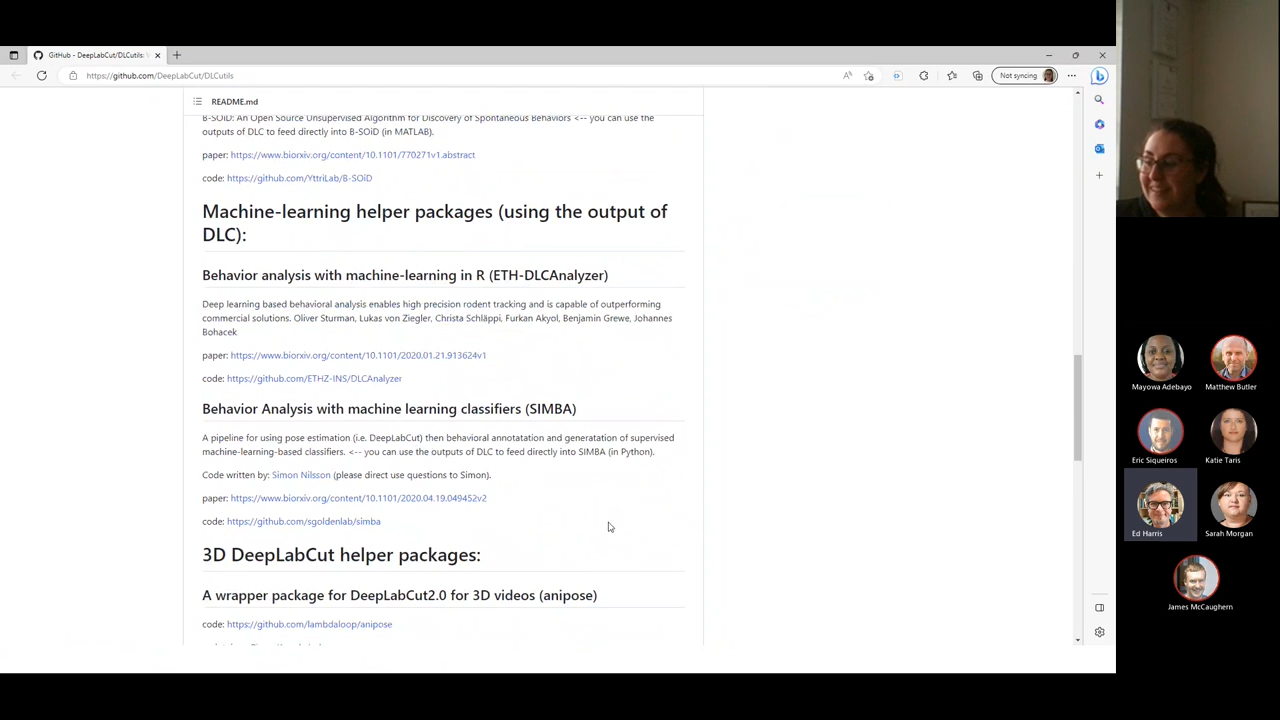 GitHub - DeepLabCut/DLCutils:
https://github.com/DeepLabCut/DLCutils
Not syncing
README.md
B-SOiD: An Open Source Unsupervised Algorithm for Discovery of Spontaneous Behaviors <-- you can use the
outputs of DLC to feed directly into B-SOiD (in MATLAB).
paper: https://www.biorxiv.org/content/10.1101/770271v1.abstract
code: https://github.com/YttriLab/B-SOID
Machine-learning helper packages (using the output of
DLC):
Behavior analysis with machine-learning in R (ETH-DLCAnalyzer)
Deep learning based behavioral analysis enables high precision rodent tracking and is capable of outperforming
commercial solutions. Oliver Sturman, Lukas von Ziegler, Christa Schläppi, Furkan Akyol, Benjamin Grewe, Johannes
Bohacek
paper: https://www.biorxiv.org/content/10.1101/2020.01.21.913624v1
code: https://github.com/ETHZ-INS/DLCAnalyzer
Behavior Analysis with machine learning classifiers (SIMBA)
A pipeline for using pose estimation (i.e. DeepLabCut) then behavioral annotatation and generatation of supervised
machine-learning-based classifiers. <-- you can use the outputs of DLC to feed directly into SIMBA (in Python).
Code written by: Simon Nilsson (please direct use questions to Simon).
paper: https://www.biorxiv.org/content/10.1101/2020.04.19.049452v2
code: https://github.com/sgoldenlab/simba
3D DeepLabCut helper packages:
A wrapper package for DeepLabCut2.0 for 3D videos (anipose)
code: https://github.com/lambdaloop/anipose
Mayowa Adebayo
Matthew Butler
Eric Siqueiros
Katie Taris
Ed Harris
Sarah Morgan
James McCaughern